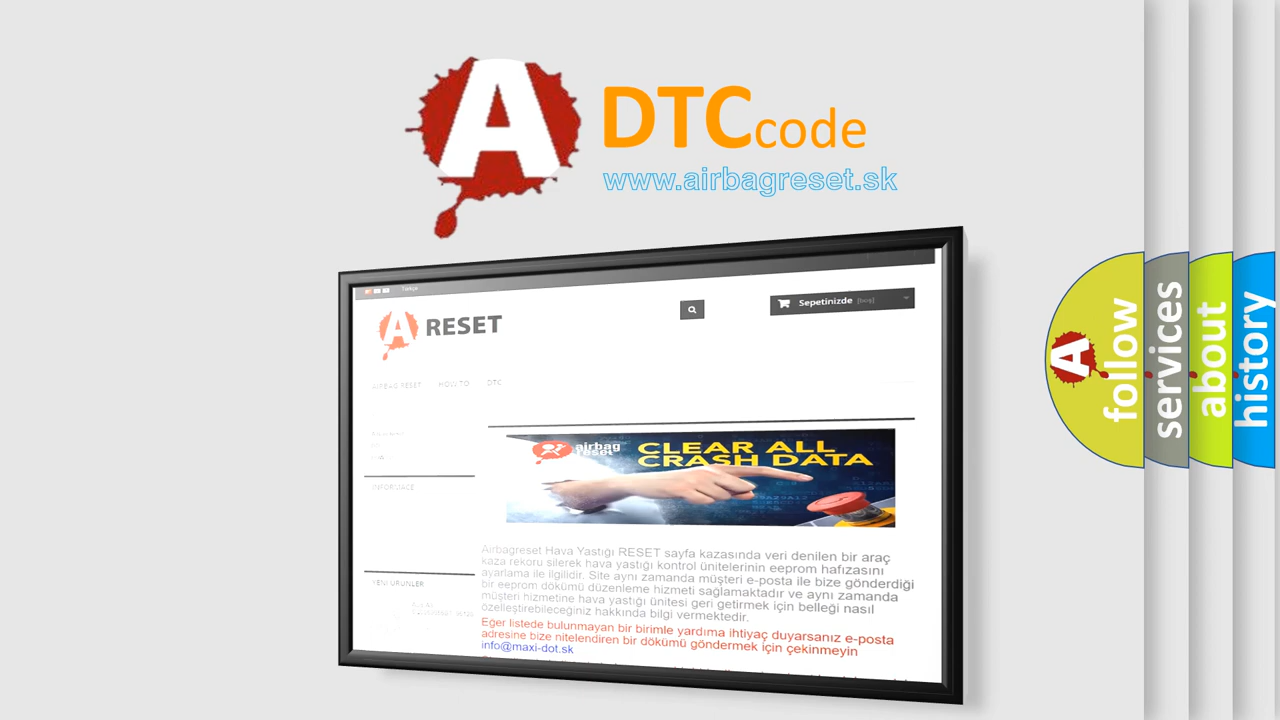 A
DTC code
www.airbagreset.sk
Türkçe
A RESET
Sepetinizde (boş)
AIRBAG RESET HOW TO DTC
INFORMACE
YENI ÜRÜNLER
airbag
reset
CLEAR ALL
CRASH DATA
Airbagreset Hava Yastığı RESET sayfa kazasında veri denilen bir araç
kaza rekoru silerek hava yastığı kontrol ünitelerinin eeprom hafızasını
ayarlama ile ilgilidir. Site aynı zamanda müşteri e-posta ile bize gönderdiği
bir eeprom dökümü düzenleme hizmeti sağlamaktadır ve aynı zamanda
müşteri hizmetine hava yastığı ünitesi geri getirmek için belleği nasıl
özelleştirebileceğiniz hakkında bilgi vermektedir.
Eğer listede bulunmayan bir birimle yardıma ihtiyaç duyarsanız e-posta
adresine bize nitelendiren bir dökümü göndermek için çekinmeyin
info@maxi-dot.sk
A
follow
services
about
history